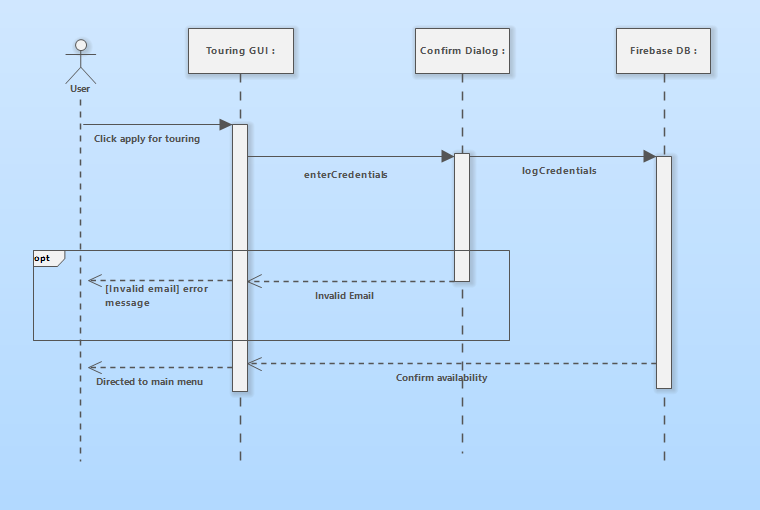 Touring GUI :
Confirm Dialog :
Firebase DB :
User
Click apply for touring
enterCredentials
logCredentials
opt
[Invalid email] error
message
Invalid Email
Directed to main menu
Confirm availability